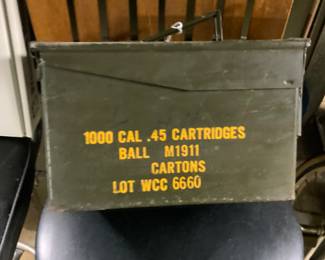 1000 CAL .45 CARTRIDGES
BALL M1911
CARTONS
LOT WCC 6660